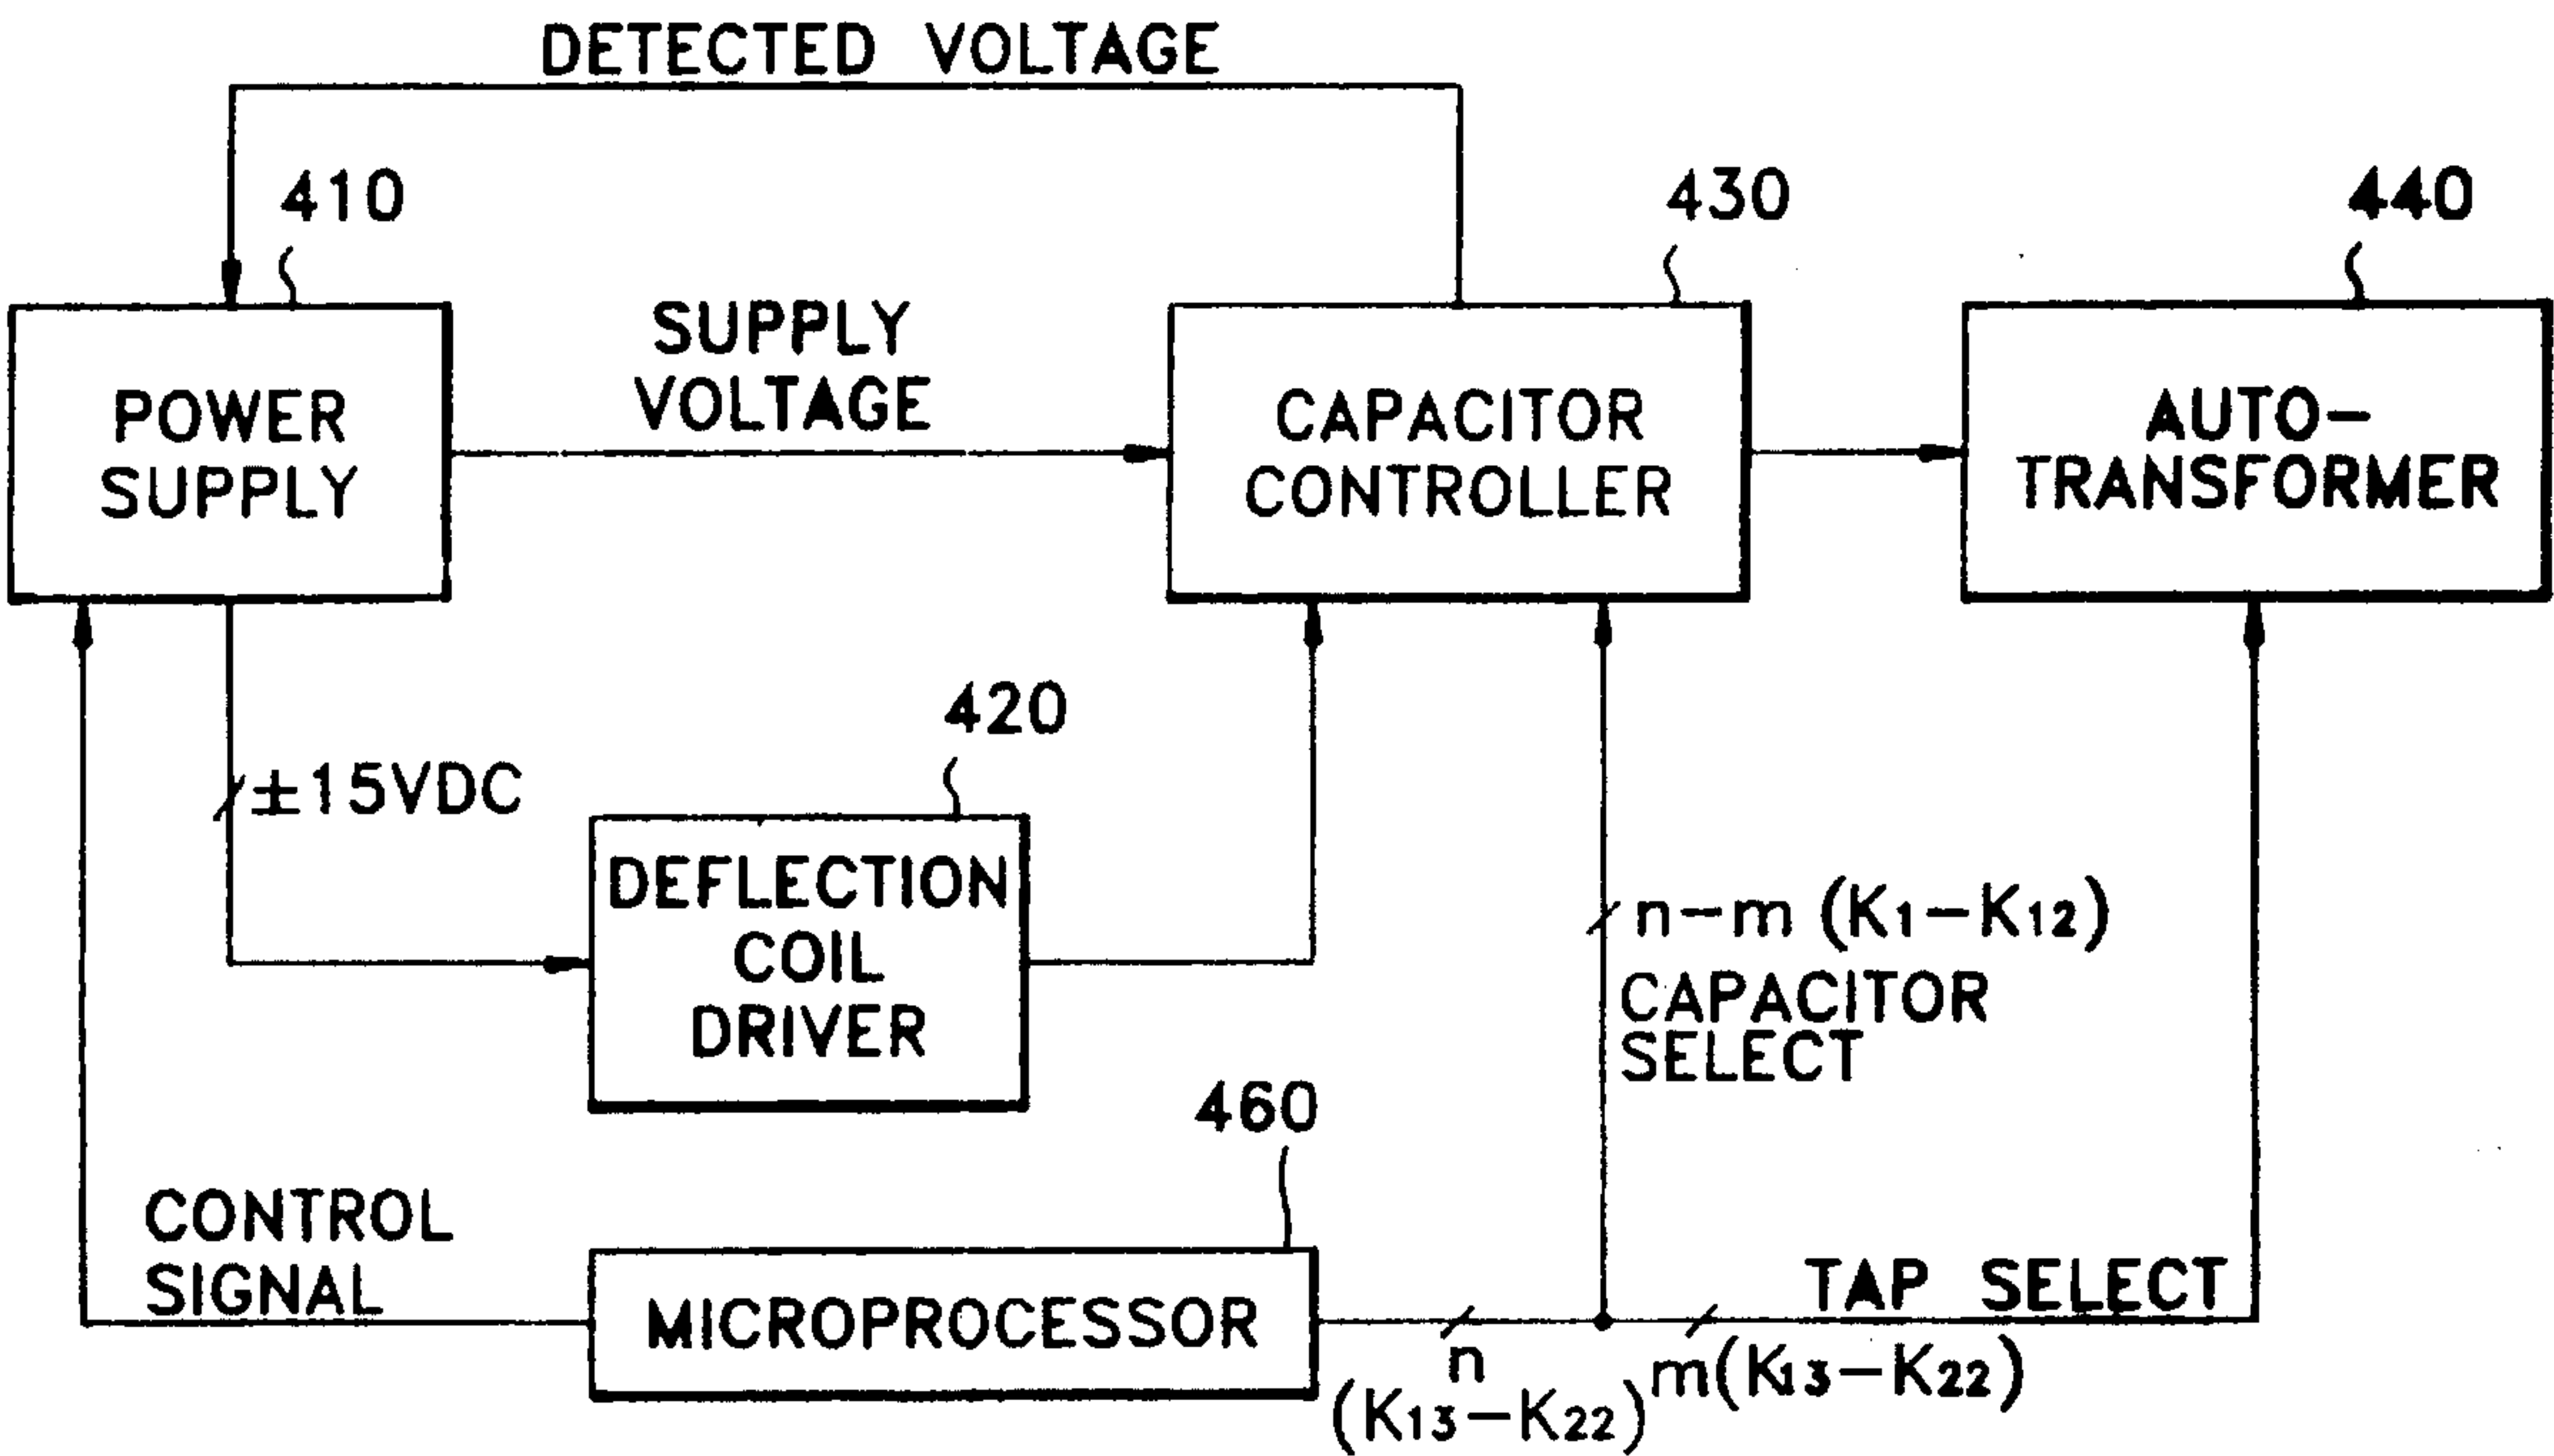 DETECTED VOLTAGE
410
430
440
SUPPLY
VOLTAGE
POWER
SUPPLY
CAPACITOR
CONTROLLER
AUTO-
TRANSFORMER
420
±15VDC
DEFLECTION
COIL
DRIVER
n-m (K1-K12)
CAPACITOR
SELECT
460
CONTROL
SIGNAL
MICROPROCESSOR
TAP SELECT
n
(K13-K22)
m(K13-K22)